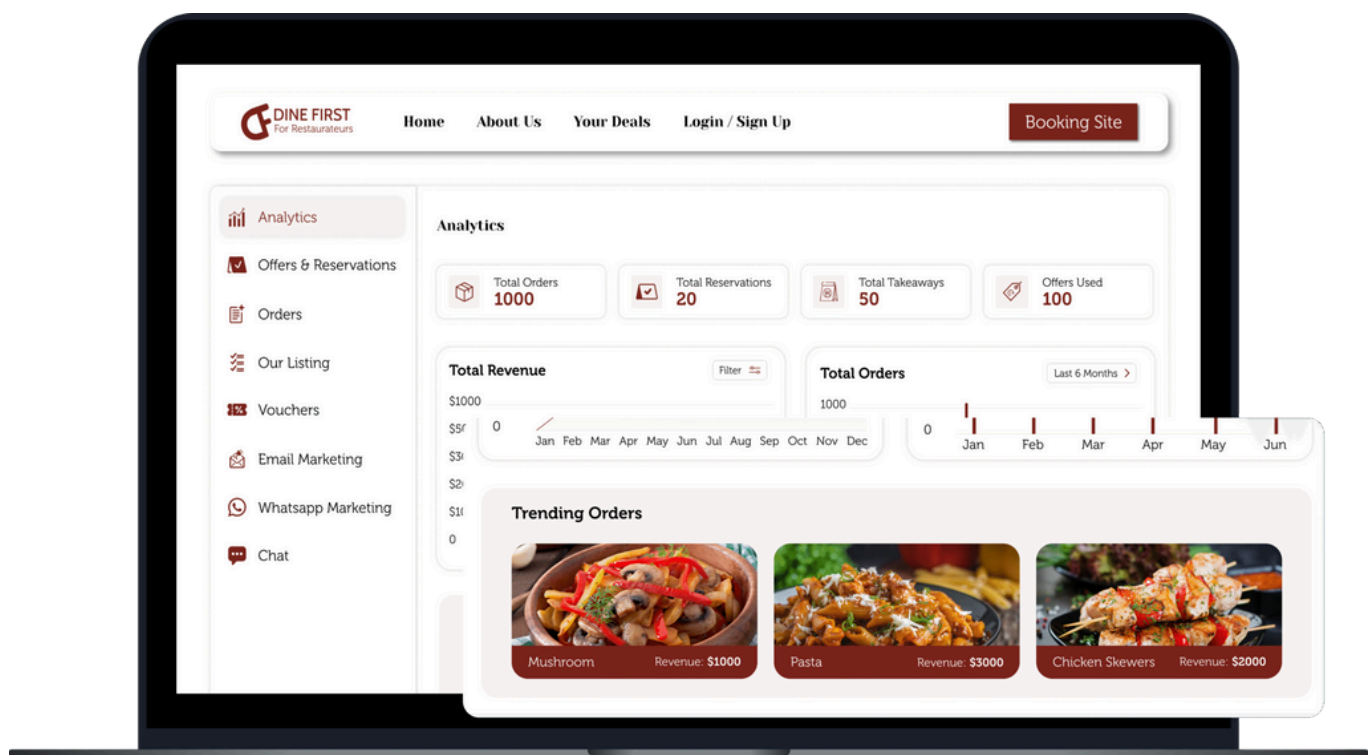 DINE FIRST
For Restaurateurs
Home About Us Your Deals Login / Sign Up
Booking Site
Analytics
Offers & Reservations
Orders
Our Listing
Vouchers
Email Marketing
Whatsapp Marketing
Chat
Analytics
Total Orders
1000
Total Reservations
20
Total Takeaways
50
Offers Used
100
Total Revenue
Filter
$1000
0
0
Jan Feb Mar Apr May Jun Jul Aug Sep Oct Nov Dec
Total Orders
Last 6 Months
1000
0
Jan Feb Mar Apr May Jun
Trending Orders
Mushroom Revenue: $1000
Pasta Revenue: $3000
Chicken Skewers Revenue: $2000